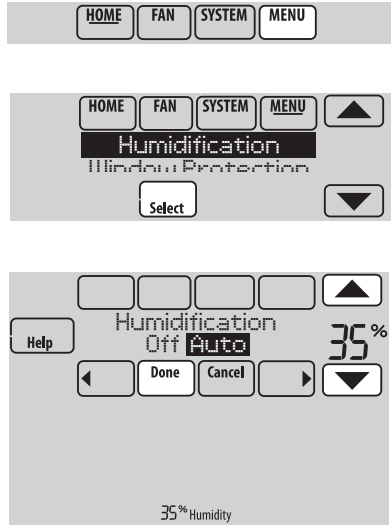 HOME FAN SYSTEM MENU
HOME FAN SYSTEM MENU
Humidification
Window Protection
Select
Humidification
Help
Off Auto
35%
Done Cancel
35% Humidity